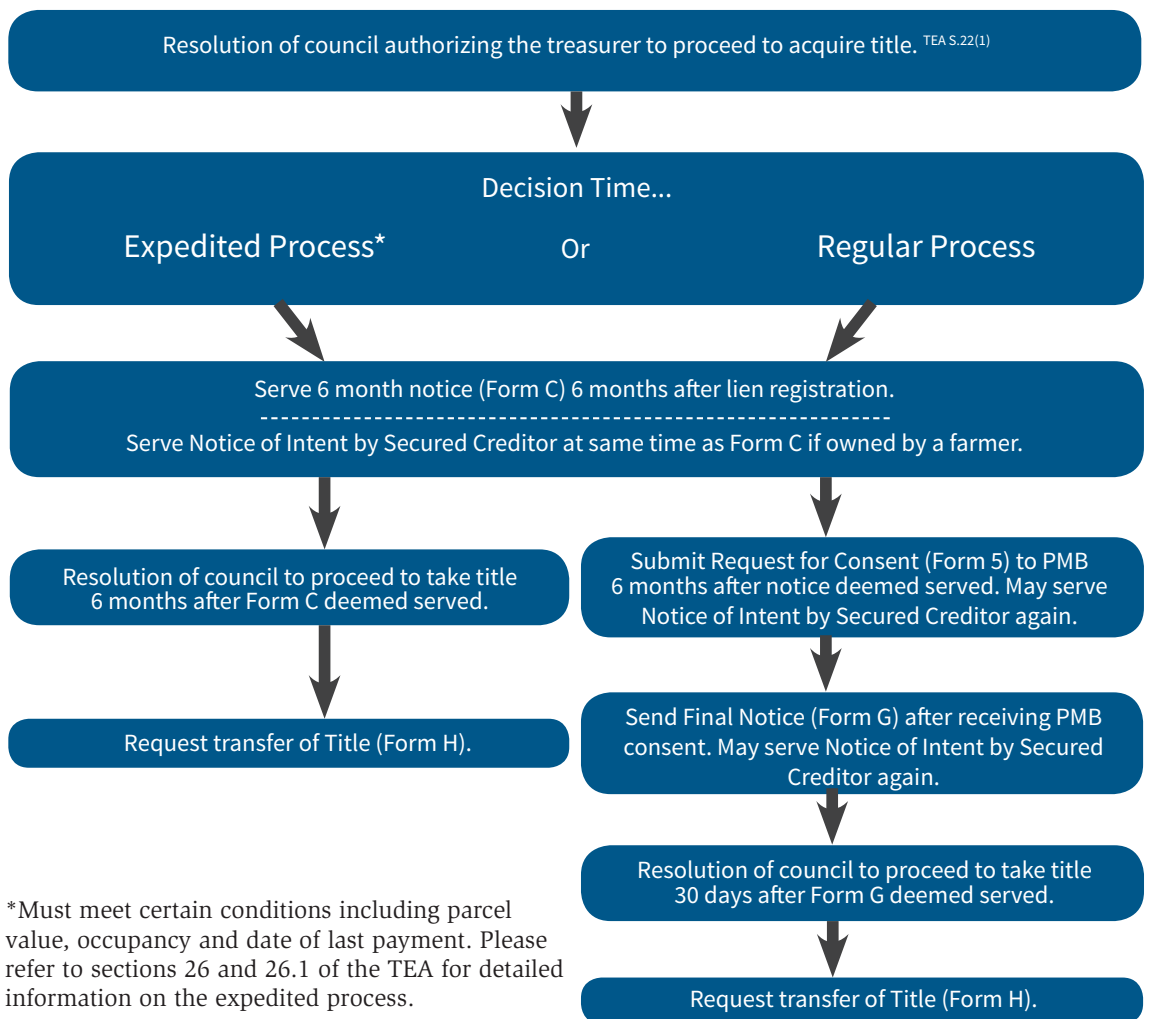 Resolution of council authorizing the treasurer to proceed to acquire title. TEA S.22(1)
Decision Time...
Expedited Process* Or Regular Process
Serve 6 month notice (Form C) 6 months after lien registration.
Serve Notice of Intent by Secured Creditor at same time as Form C if owned by a farmer.
Resolution of council to proceed to take title
6 months after Form C deemed served.
Request transfer of Title (Form H).
Submit Request for Consent (Form 5) to PMB
6 months after notice deemed served. May serve
Notice of Intent by Secured Creditor again.
Send Final Notice (Form G) after receiving PMB
consent. May serve Notice of Intent by Secured
Creditor again.
Resolution of council to proceed to take title
30 days after Form G deemed served.
Request transfer of Title (Form H).
*Must meet certain conditions including parcel
value, occupancy and date of last payment. Please
refer to sections 26 and 26.1 of the TEA for detailed
information on the expedited process.